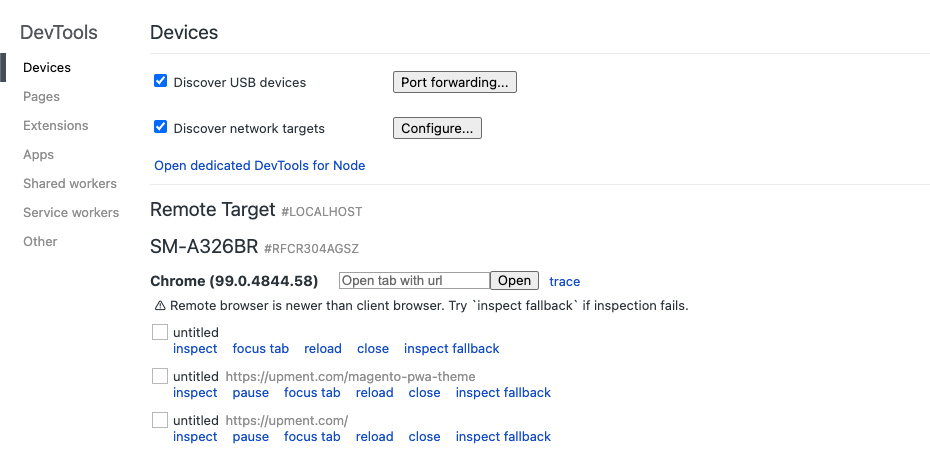 DevTools
Devices
Pages
Extensions
Apps
Shared workers
Service workers
Other
Devices
Discover USB devices Port forwarding...
Discover network targets Configure...
Open dedicated DevTools for Node
Remote Target #LOCALHOST
SM-A326BR #RFCR304AGSZ
Chrome (99.0.4844.58) Open tab with url Open trace
⚠ Remote browser is newer than client browser. Try `inspect fallback` if inspection fails.
untitled
inspect focus tab reload close inspect fallback
untitled https://upment.com/magento-pwa-theme
inspect pause focus tab reload close inspect fallback
untitled https://upment.com/
inspect pause focus tab reload close inspect fallback